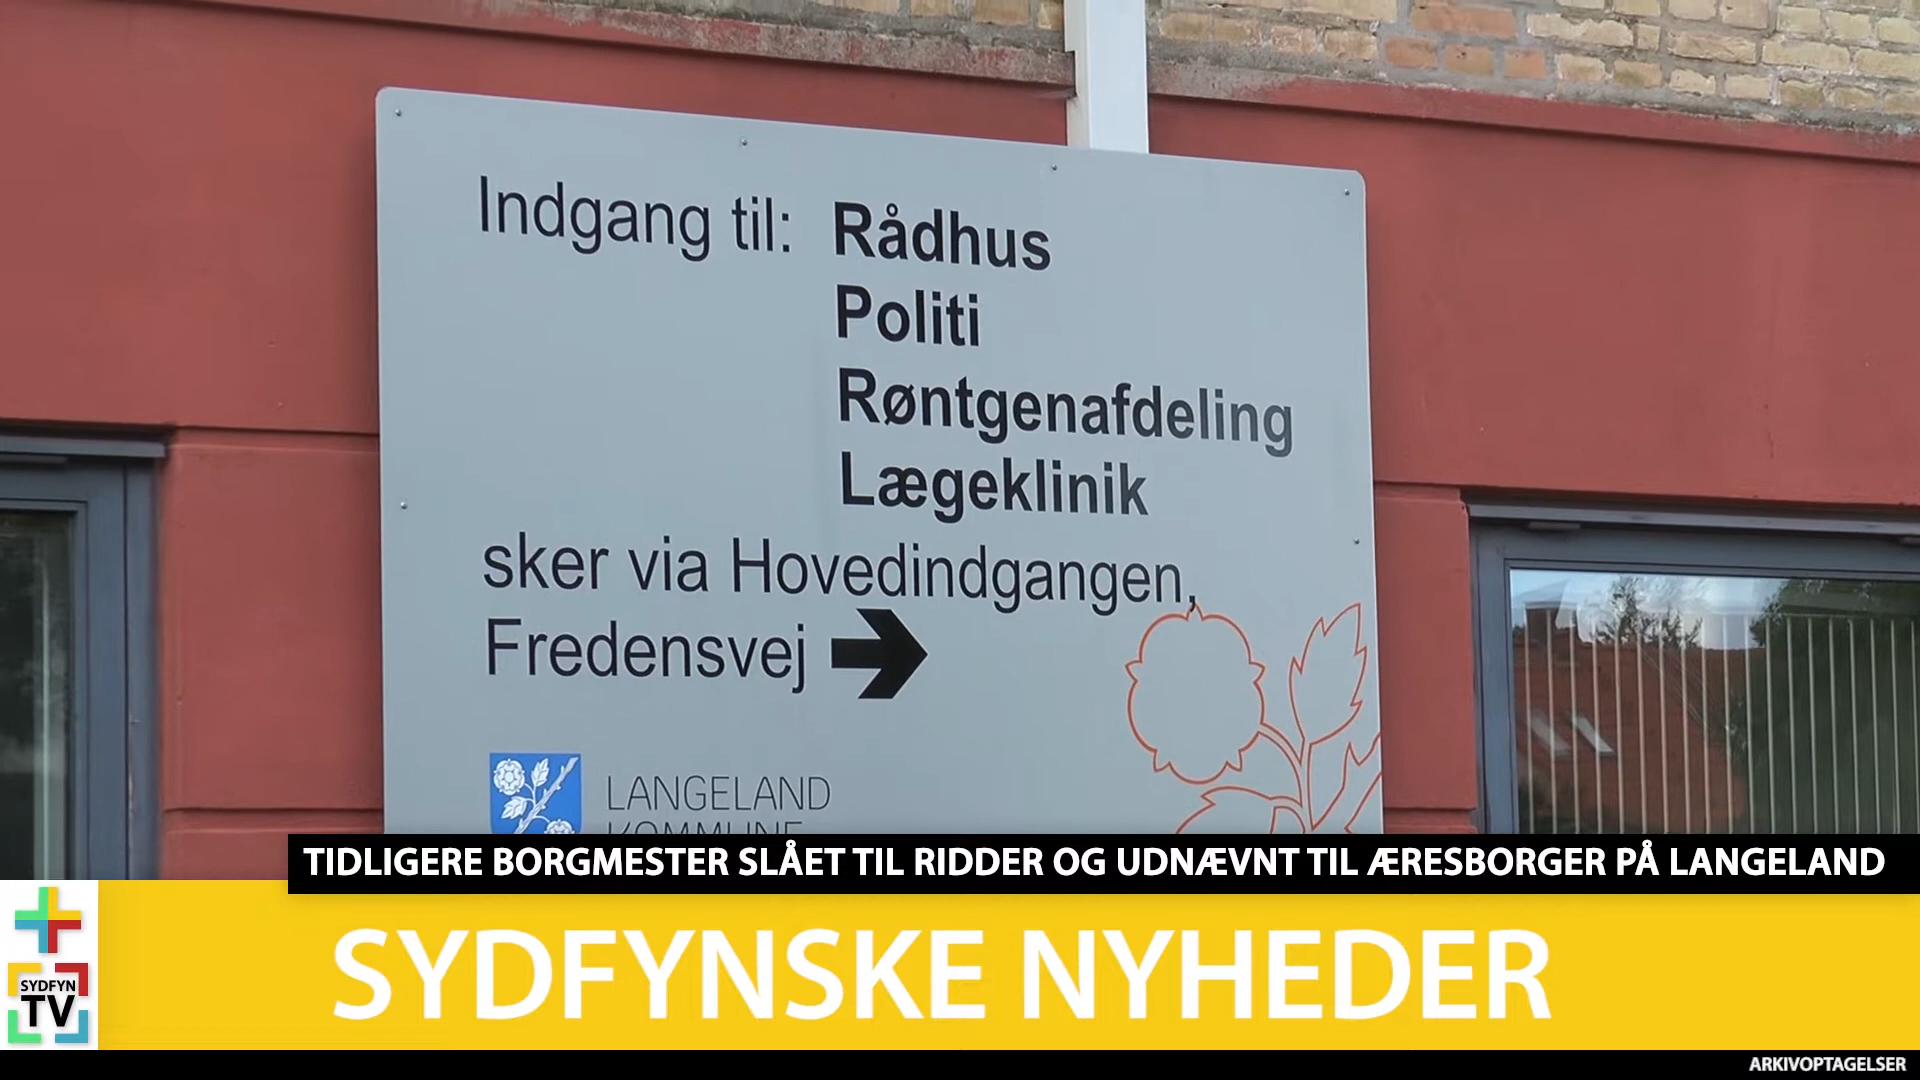 Indgang til: Rådhus
Politi
Røntgenafdeling
Lægeklinik
sker via Hovedindgangen,
Fredensvej
LANGELAND
KOMMUNE
TIDLIGERE BORGMESTER SLÅET TIL RIDDER OG UDNÆVNT TIL ÆRESBORGER PÅ LANGELAND
SYDFYNSKE NYHEDER
SYDFYN
TV
ARKIVOPTAGELSER